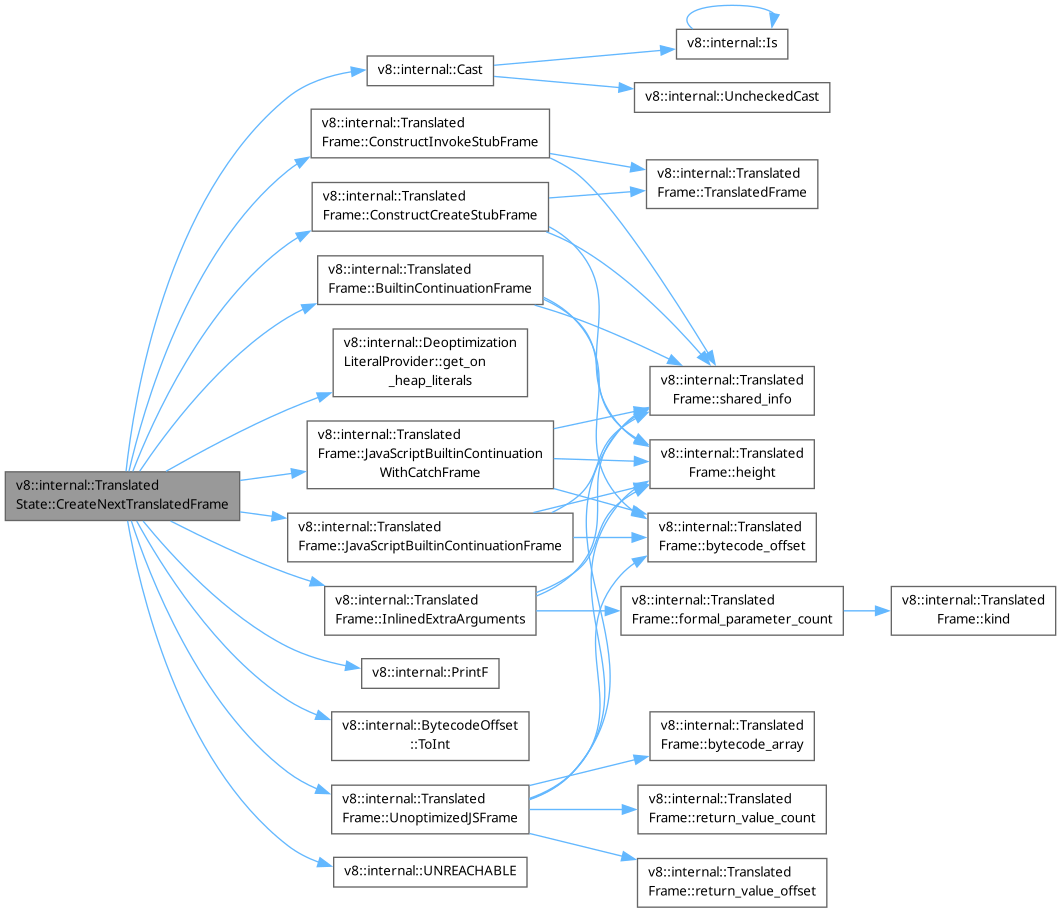 v8::internal::Translated
State::CreateNextTranslatedFrame
v8::internal::Cast
v8::internal::Is
v8::internal::UncheckedCast
v8::internal::Translated
Frame::ConstructInvokeStubFrame
v8::internal::Translated
Frame::TranslatedFrame
v8::internal::Translated
Frame::ConstructCreateStubFrame
v8::internal::Translated
Frame::BuiltinContinuationFrame
v8::internal::Deoptimization
LiteralProvider::get_on
_heap_literals
v8::internal::Translated
Frame::shared_info
v8::internal::Translated
Frame::JavaScriptBuiltinContinuation
WithCatchFrame
v8::internal::Translated
Frame::height
v8::internal::Translated
Frame::JavaScriptBuiltinContinuationFrame
v8::internal::Translated
Frame::bytecode_offset
v8::internal::Translated
Frame::InlinedExtraArguments
v8::internal::Translated
Frame::formal_parameter_count
v8::internal::Translated
Frame::kind
v8::internal::PrintF
v8::internal::BytecodeOffset
::ToInt
v8::internal::Translated
Frame::bytecode_array
v8::internal::Translated
Frame::UnoptimizedJSFrame
v8::internal::Translated
Frame::return_value_count
v8::internal::UNREACHABLE
v8::internal::Translated
Frame::return_value_offset